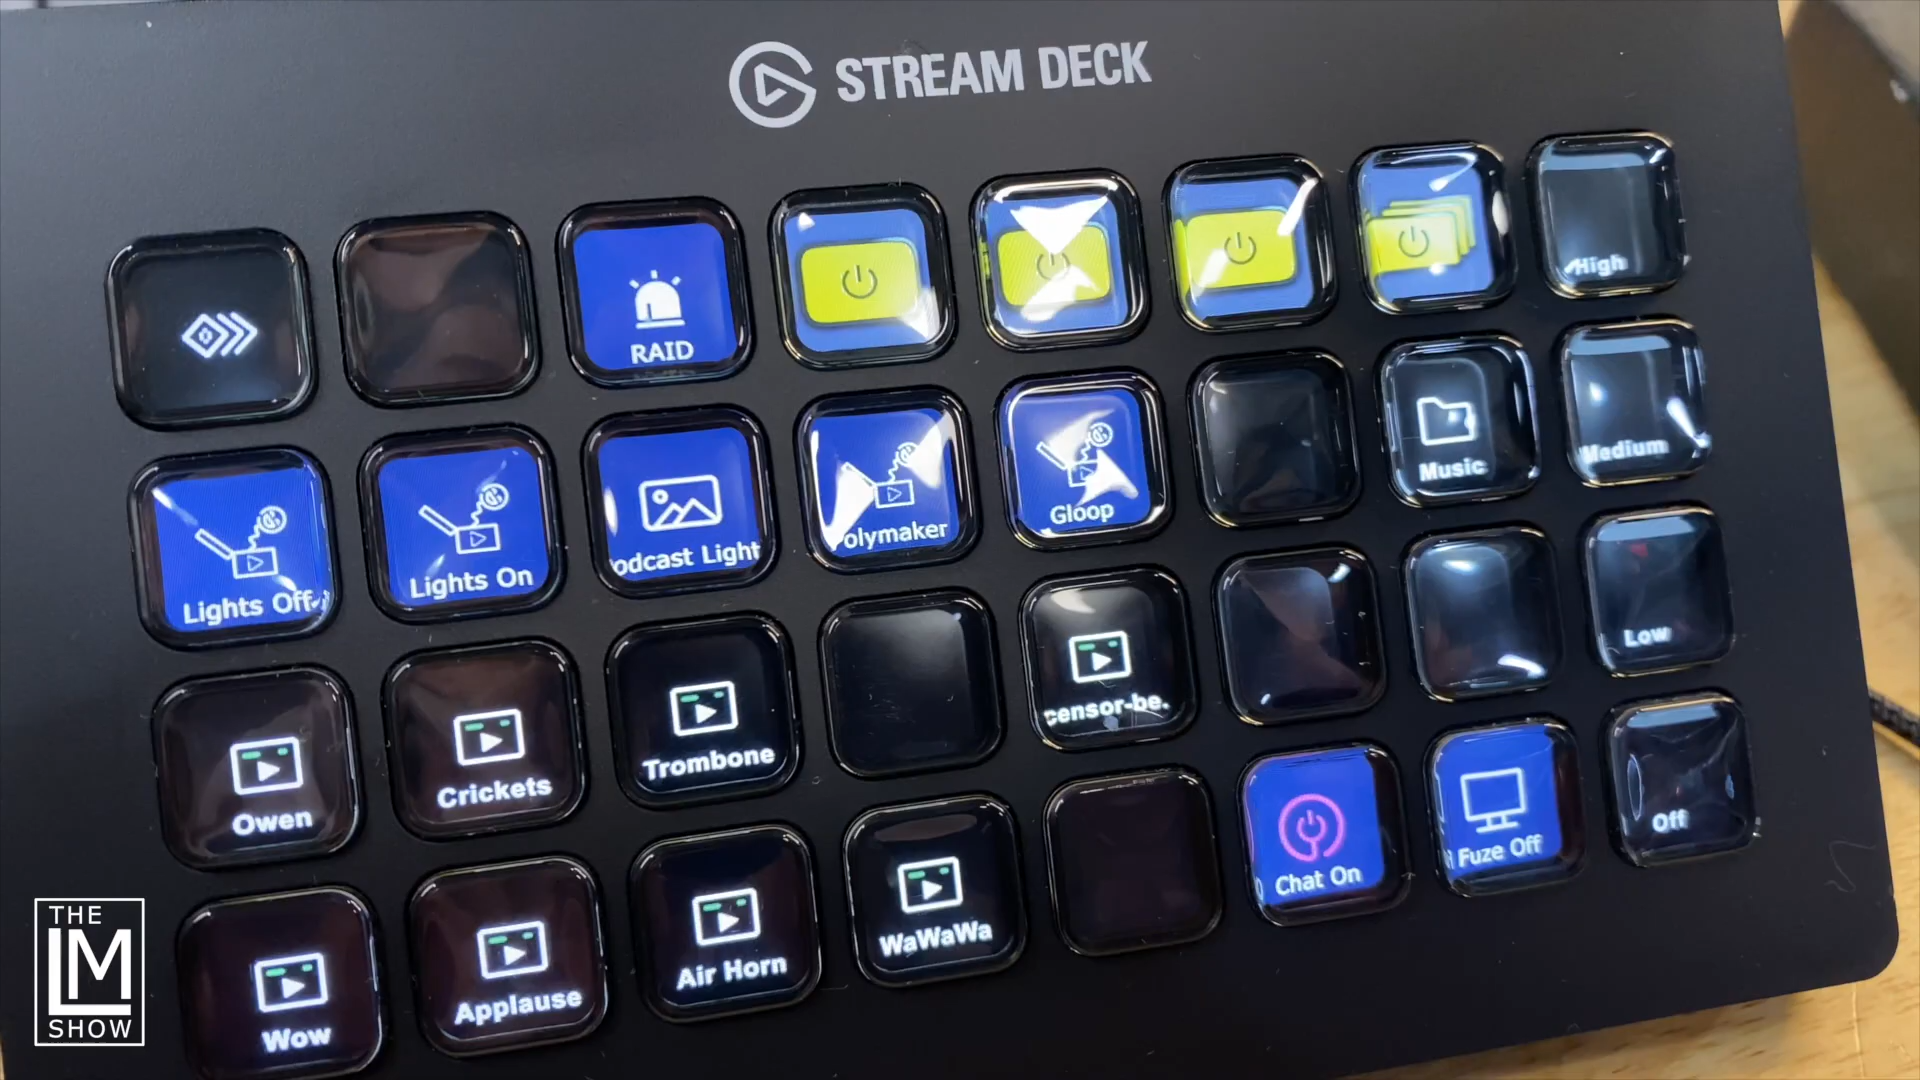 STREAM DECK
RAID
High
Lights Off
Lights On
odcast Light
olymaker
Gloop
Music
Medium
Owen
Crickets
Trombone
censor-be.
Low
Wow
Applause
Air Horn
WaWaWa
Chat On
Fuze Off
Off
THE
LM
SHOW